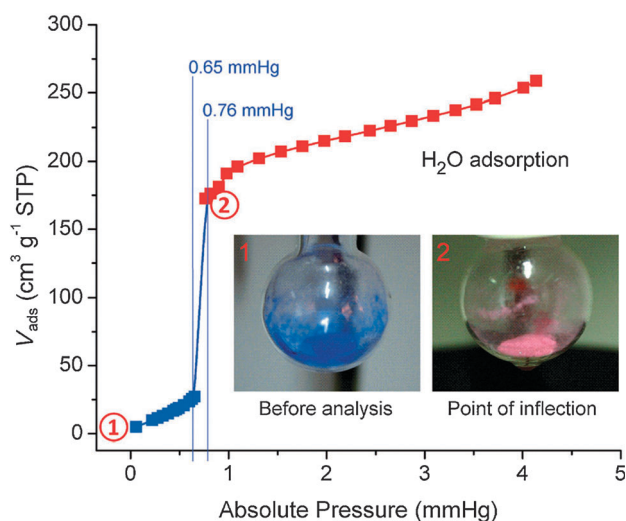 300
250
200
150
100
50
0
V_ads (cm³ g⁻¹ STP)
0.65 mmHg
0.76 mmHg
H₂O adsorption
①
②
1
2
Before analysis
Point of inflection
0
1
2
3
4
5
Absolute Pressure (mmHg)